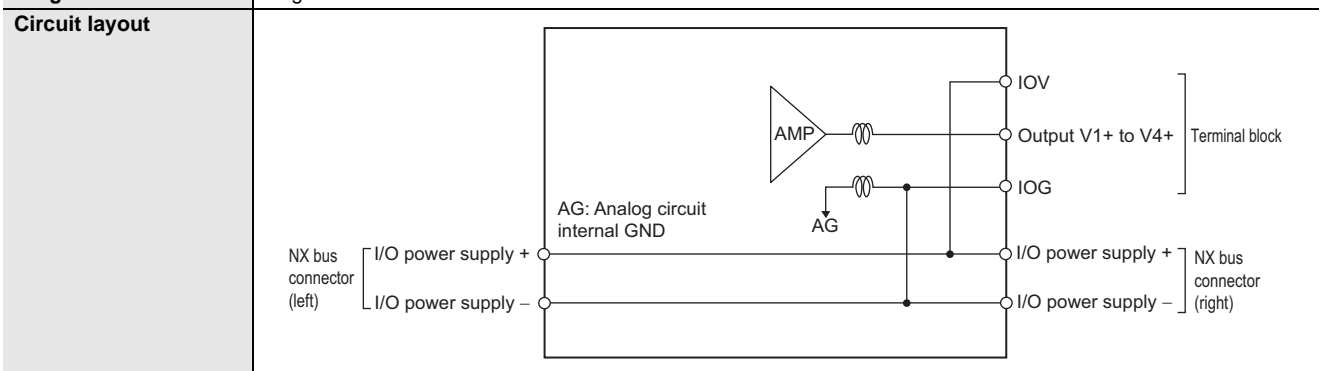 Circuit layout
IOV
AMP
Output V1+ to V4+
Terminal block
IOG
AG: Analog circuit
internal GND
AG
NX bus
connector
(left)
I/O power supply +
I/O power supply –
I/O power supply +
I/O power supply –
NX bus
connector
(right)